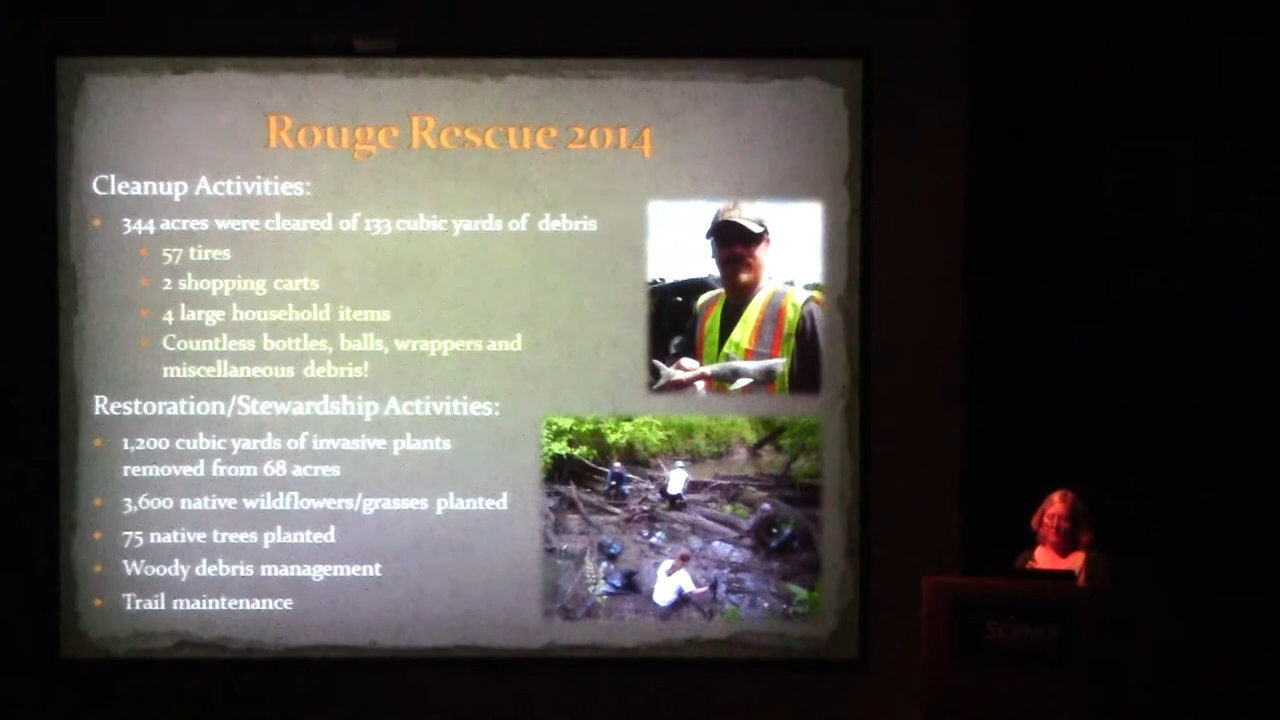 Rouge Rescue 2014
Cleanup Activities:
344 acres were cleared of 133 cubic yards of debris
57 tires
2 shopping carts
4 large household items
Countless bottles, balls, wrappers and
miscellaneous debris!
Restoration/Stewardship Activities:
1,200 cubic yards of invasive plants
removed from 68 acres
3,600 native wildflowers/grasses planted
75 native trees planted
Woody debris management
Trail maintenance